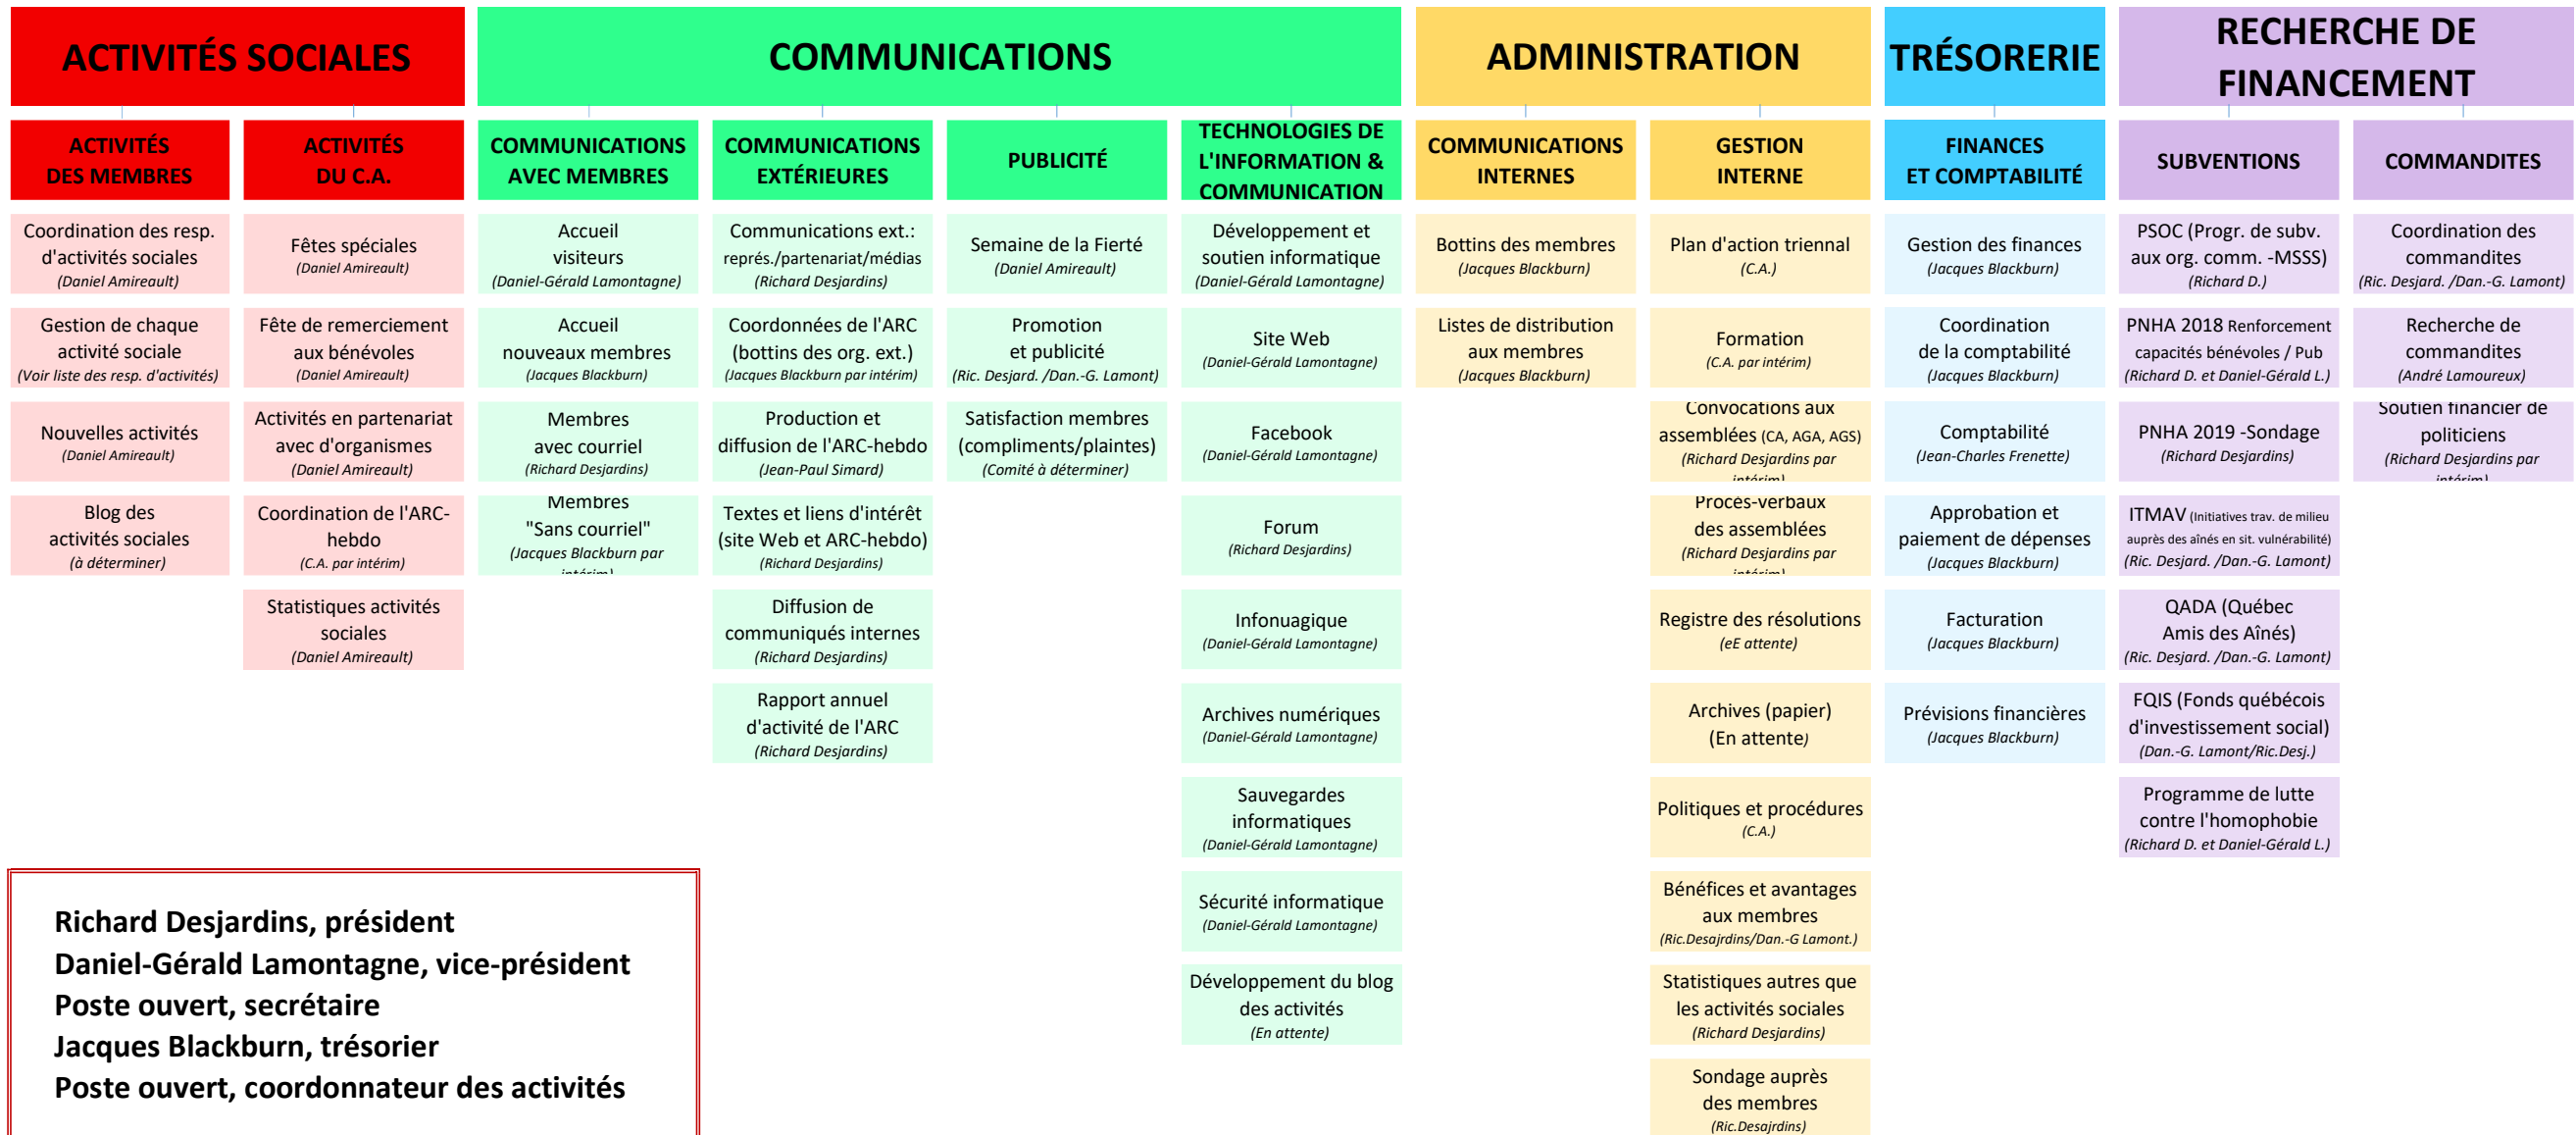 ACTIVITÉS SOCIALES
COMMUNICATIONS
ADMINISTRATION
TRÉSORERIE
RECHERCHE DE
FINANCEMENT
ACTIVITÉS
DES MEMBRES
Coordination des resp.
d'activités sociales
(Daniel Amireault)
Gestion de chaque
activité sociale
(Voir liste des resp. d'activités)
Nouvelles activités
(Daniel Amireault)
Blog des
activités sociales
(à déterminer)
ACTIVITÉS
DU C.A.
Fêtes spéciales
(Daniel Amireault)
Fête de remerciement
aux bénévoles
(Daniel Amireault)
Activités en partenariat
avec d'organismes
(Daniel Amireault)
Coordination de l'ARC-
hebdo
(C.A. par intérim)
Statistiques activités
sociales
(Daniel Amireault)
COMMUNICATIONS
AVEC MEMBRES
Accueil
visiteurs
(Daniel-Gérald Lamontagne)
Accueil
nouveaux membres
(Jacques Blackburn)
Membres
avec courriel
(Richard Desjardins)
Membres
"Sans courriel"
(Jacques Blackburn par
intérim)
COMMUNICATIONS
EXTÉRIEURES
Communications ext.:
représ./partenariat/médias
(Richard Desjardins)
Coordonnées de l'ARC
(bottins des org. ext.)
(Jacques Blackburn par intérim)
Production et
diffusion de l'ARC-hebdo
(Jean-Paul Simard)
Textes et liens d'intérêt
(site Web et ARC-hebdo)
(Richard Desjardins)
Diffusion de
communiqués internes
(Richard Desjardins)
Rapport annuel
d'activité de l'ARC
(Richard Desjardins)
PUBLICITÉ
Semaine de la Fierté
(Daniel Amireault)
Promotion
et publicité
(Ric. Desjard. /Dan.-G. Lamont)
Satisfaction membres
(compliments/plaintes)
(Comité à déterminer)
TECHNOLOGIES DE
L'INFORMATION &
COMMUNICATION
Développement et
soutien informatique
(Daniel-Gérald Lamontagne)
Site Web
(Daniel-Gérald Lamontagne)
Facebook
(Daniel-Gérald Lamontagne)
Forum
(Richard Desjardins)
Infonuagique
(Daniel-Gérald Lamontagne)
Archives numériques
(Daniel-Gérald Lamontagne)
Sauvegardes
informatiques
(Daniel-Gérald Lamontagne)
Sécurité informatique
(Daniel-Gérald Lamontagne)
Développement du blog
des activités
(En attente)
COMMUNICATIONS
INTERNES
Bottins des membres
(Jacques Blackburn)
Listes de distribution
aux membres
(Jacques Blackburn)
GESTION
INTERNE
Plan d'action triennal
(C.A.)
Formation
(C.A. par intérim)
Convocations aux
assemblées (CA, AGA, AGS)
(Richard Desjardins par
intérim)
Procès-verbaux
des assemblées
(Richard Desjardins par
intérim)
Registre des résolutions
(eE attente)
Archives (papier)
(En attente)
Politiques et procédures
(C.A.)
Bénéfices et avantages
aux membres
(Ric.Desajrdins/Dan.-G Lamont.)
Statistiques autres que
les activités sociales
(Richard Desjardins)
Sondage auprès
des membres
(Ric.Desajrdins)
FINANCES
ET COMPTABILITÉ
Gestion des finances
(Jacques Blackburn)
Coordination
de la comptabilité
(Jacques Blackburn)
Comptabilité
(Jean-Charles Frenette)
Approbation et
paiement de dépenses
(Jacques Blackburn)
Facturation
(Jacques Blackburn)
Prévisions financières
(Jacques Blackburn)
SUBVENTIONS
PSOC (Progr. de subv.
aux org. comm. -MSSS)
(Richard D.)
PNHA 2018 Renforcement
capacités bénévoles / Pub
(Richard D. et Daniel-Gérald L.)
PNHA 2019 -Sondage
(Richard Desjardins)
ITMAV (Initiatives trav. de milieu
auprès des aînés en sit. vulnérabilité)
(Ric. Desjard. /Dan.-G. Lamont)
QADA (Québec
Amis des Aînés)
(Ric. Desjard. /Dan.-G. Lamont)
FQIS (Fonds québécois
d'investissement social)
(Dan.-G. Lamont/Ric.Desj.)
Programme de lutte
contre l'homophobie
(Richard D. et Daniel-Gérald L.)
COMMANDITES
Coordination des
commandites
(Ric. Desjard. /Dan.-G. Lamont)
Recherche de
commandites
(André Lamoureux)
Soutien financier de
politiciens
(Richard Desjardins par
intérim)
Richard Desjardins, président
Daniel-Gérald Lamontagne, vice-président
Poste ouvert, secrétaire
Jacques Blackburn, trésorier
Poste ouvert, coordonnateur des activités